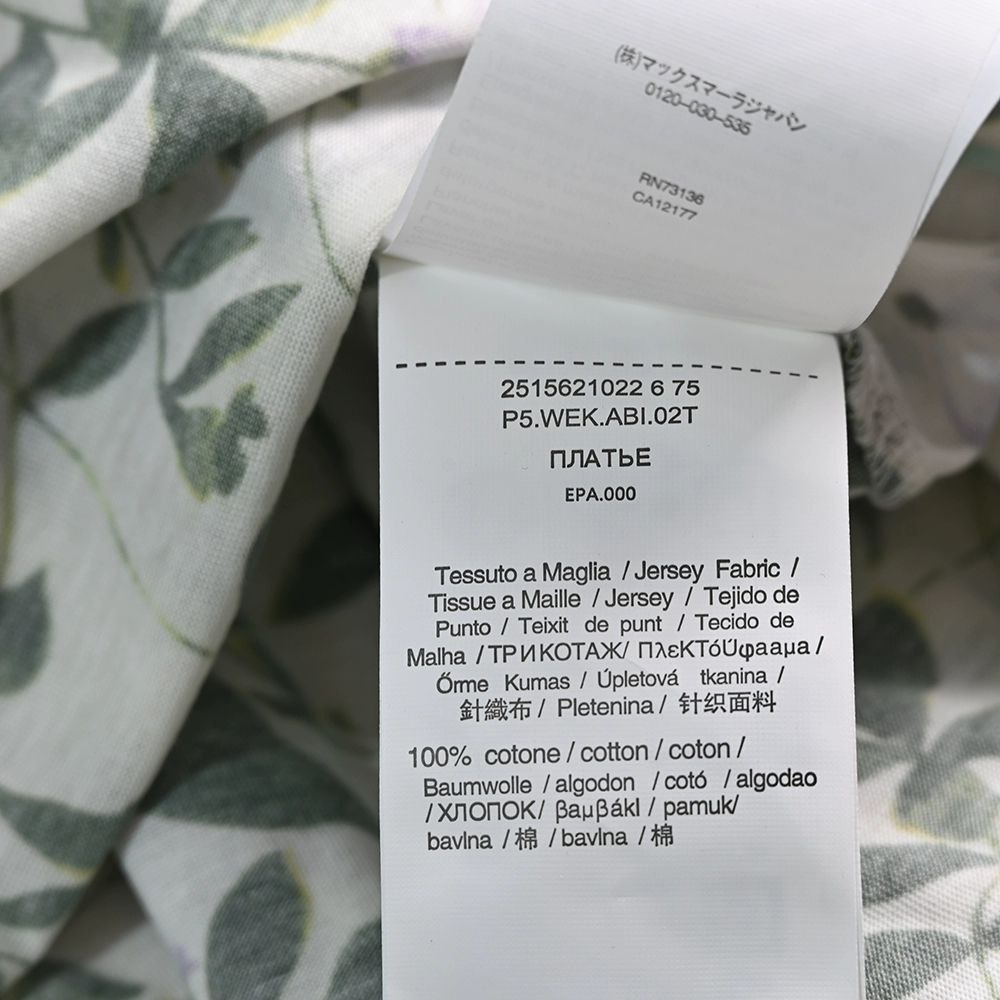 (株)マックスマーラジャパン
0120-030-535
RN73136
CA12177
2515621022 6 75
P5.WEK.ABI.02T
ПЛАТЬЕ
EPA.000
Tessuto a Maglia / Jersey Fabric /
Tissue a Maille / Jersey / Tejido de
Punto / Teixit de punt / Tecido de
Malha / ТРИКОТАЖ/ ΠλεΚΤόΰφααμα /
Őrme Kumas / Úpletová tkanina /
針織布 / Pletenina / 针织面料
100% cotone / cotton / coton /
Baumwolle / algodon / cotó / algodao
/ ХЛОПОК/ βαμβákl / pamuk/
bavlna / 棉 / bavlna / 棉